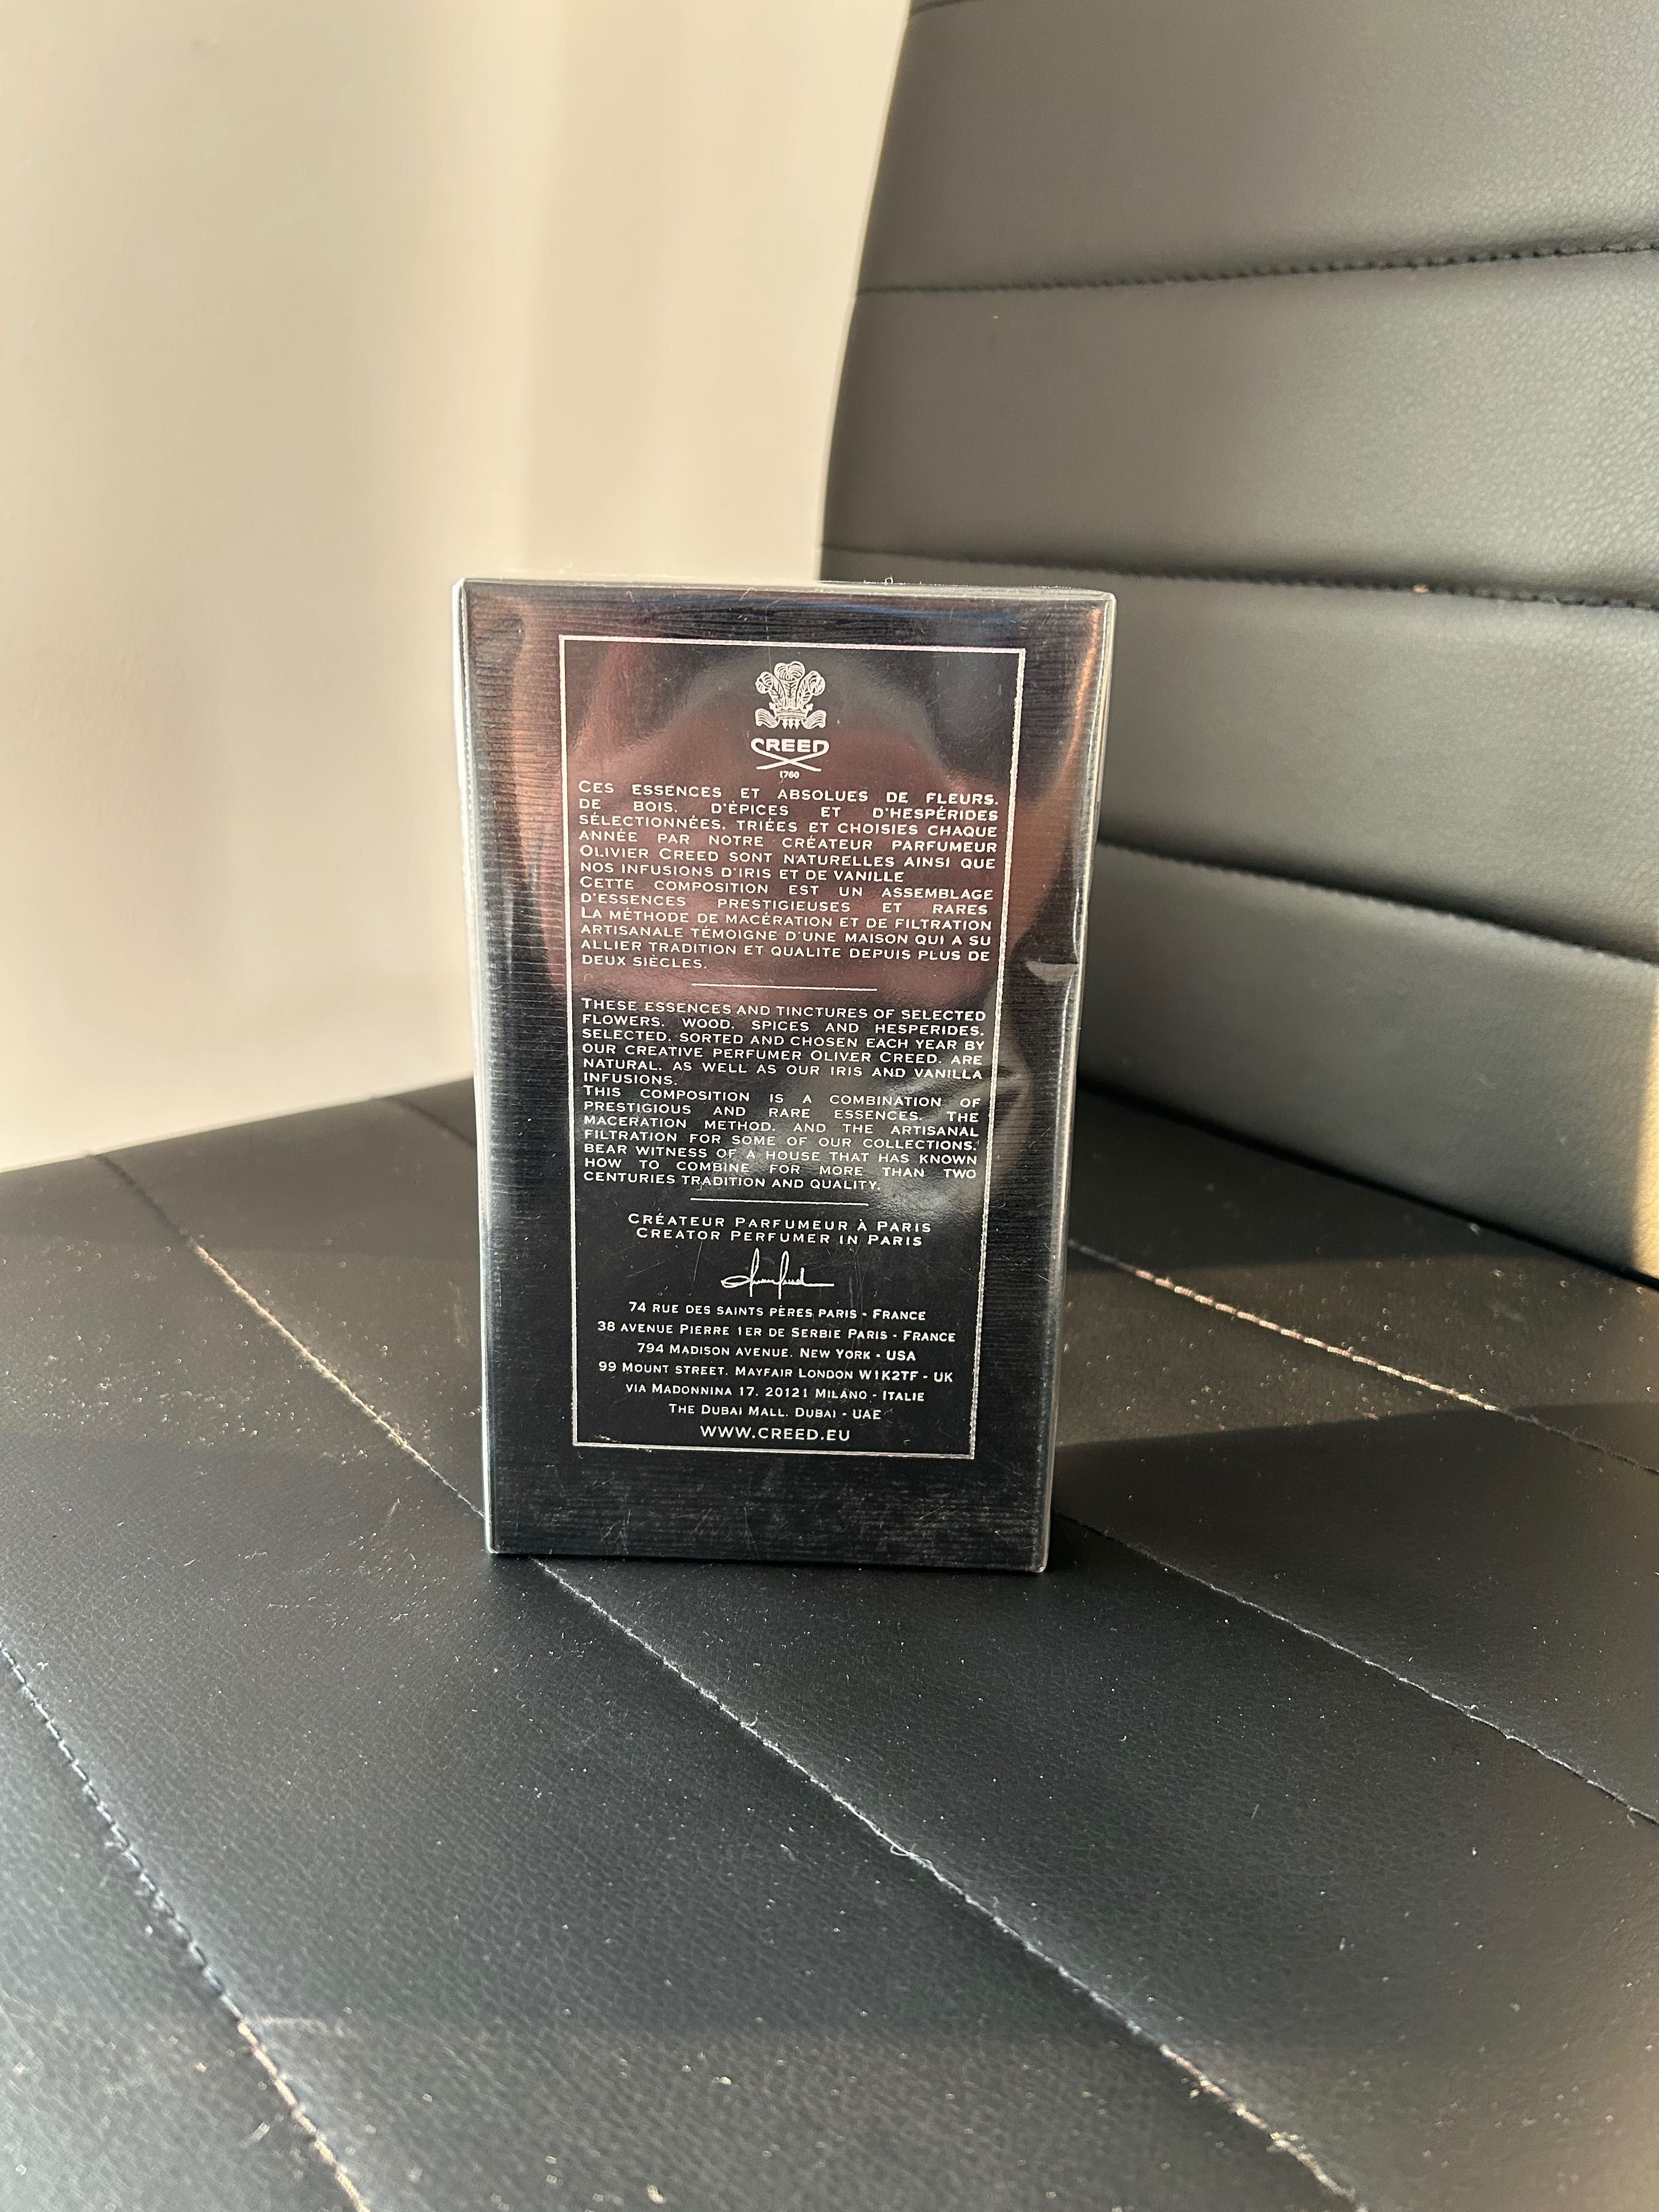 CREED
1760
CES ESSENCES ET ABSOLUES DE FLEURS,
DE BOIS, D'ÉPICES ET D'HESPÉRIDES
SÉLECTIONNÉES, TRIÉES ET CHOISIES CHAQUE
ANNÉE PAR NOTRE CRÉATEUR PARFUMEUR
OLIVIER CREED SONT NATURELLES AINSI QUE
NOS INFUSIONS D'IRIS ET DE VANILLE
CETTE COMPOSITION EST UN ASSEMBLAGE
D'ESSENCES PRESTIGIEUSES ET RARES
LA MÉTHODE DE MACÉRATION ET DE FILTRATION
ARTISANALE TÉMOIGNE D'UNE MAISON QUI A SU
ALLIER TRADITION ET QUALITE DEPUIS PLUS DE
DEUX SIÈCLES.
THESE ESSENCES AND TINCTURES OF SELECTED
FLOWERS, WOOD, SPICES AND HESPERIDES,
SELECTED, SORTED AND CHOSEN EACH YEAR BY
OUR CREATIVE PERFUMER OLIVER CREED, ARE
NATURAL, AS WELL AS OUR IRIS AND VANILLA
INFUSIONS.
THIS COMPOSITION IS A COMBINATION OF
PRESTIGIOUS AND RARE ESSENCES. THE
MACERATION METHOD, AND THE ARTISANAL
FILTRATION FOR SOME OF OUR COLLECTIONS,
BEAR WITNESS OF A HOUSE THAT HAS KNOWN
HOW TO COMBINE FOR MORE THAN TWO
CENTURIES TRADITION AND QUALITY.
CRÉATEUR PARFUMEUR À PARIS
CREATOR PERFUMER IN PARIS
74 RUE DES SAINTS PÈRES PARIS - FRANCE
38 AVENUE PIERRE 1ER DE SERBIE PARIS - FRANCE
794 MADISON AVENUE, NEW YORK - USA
99 MOUNT STREET, MAYFAIR LONDON W1K2TF - UK
VIA MADONNINA 17, 20121 MILANO - ITALIE
THE DUBAI MALL, DUBAI - UAE
WWW.CREED.EU